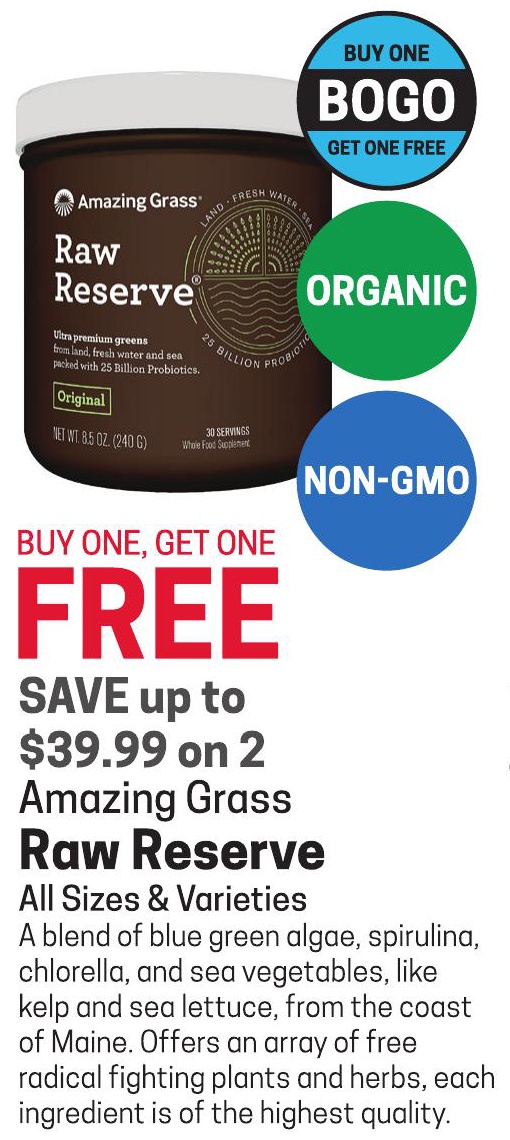 BUY ONE
BOGO
GET ONE FREE
Amazing Grass®
LAND · FRESH WATER · SEA
Raw
Reserve®
25 BILLION PROBIOTIC
Ultra premium greens
from land, fresh water and sea
packed with 25 Billion Probiotics.
Original
NET WT. 8.5 OZ. (240 G)
30 SERVINGS
Whole Food Supplement
ORGANIC
NON-GMO
BUY ONE, GET ONE
FREE
SAVE up to
$39.99 on 2
Amazing Grass
Raw Reserve
All Sizes & Varieties
A blend of blue green algae, spirulina,
chlorella, and sea vegetables, like
kelp and sea lettuce, from the coast
of Maine. Offers an array of free
radical fighting plants and herbs, each
ingredient is of the highest quality.